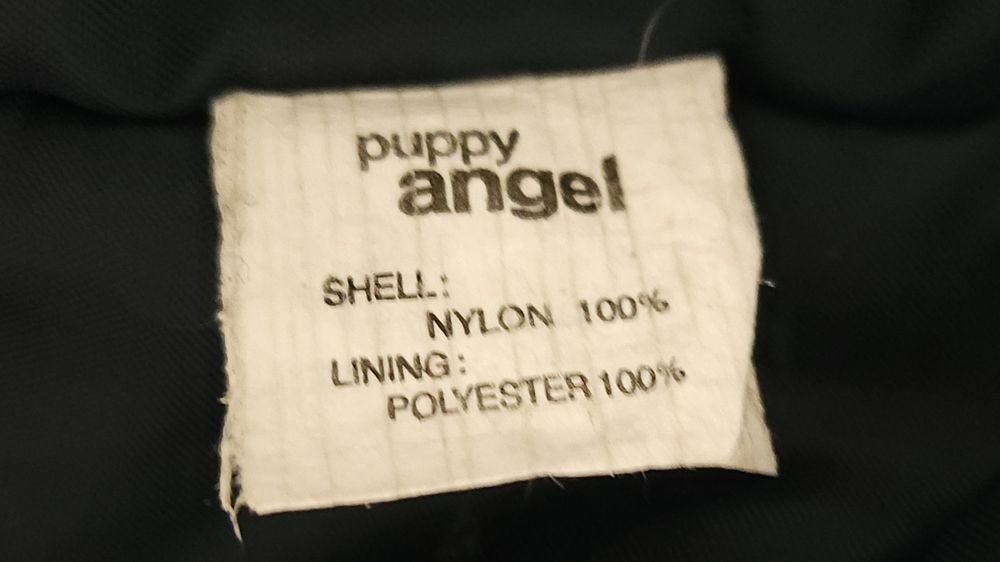 puppy
angel
SHELL:
NYLON 100%
LINING:
POLYESTER 100%